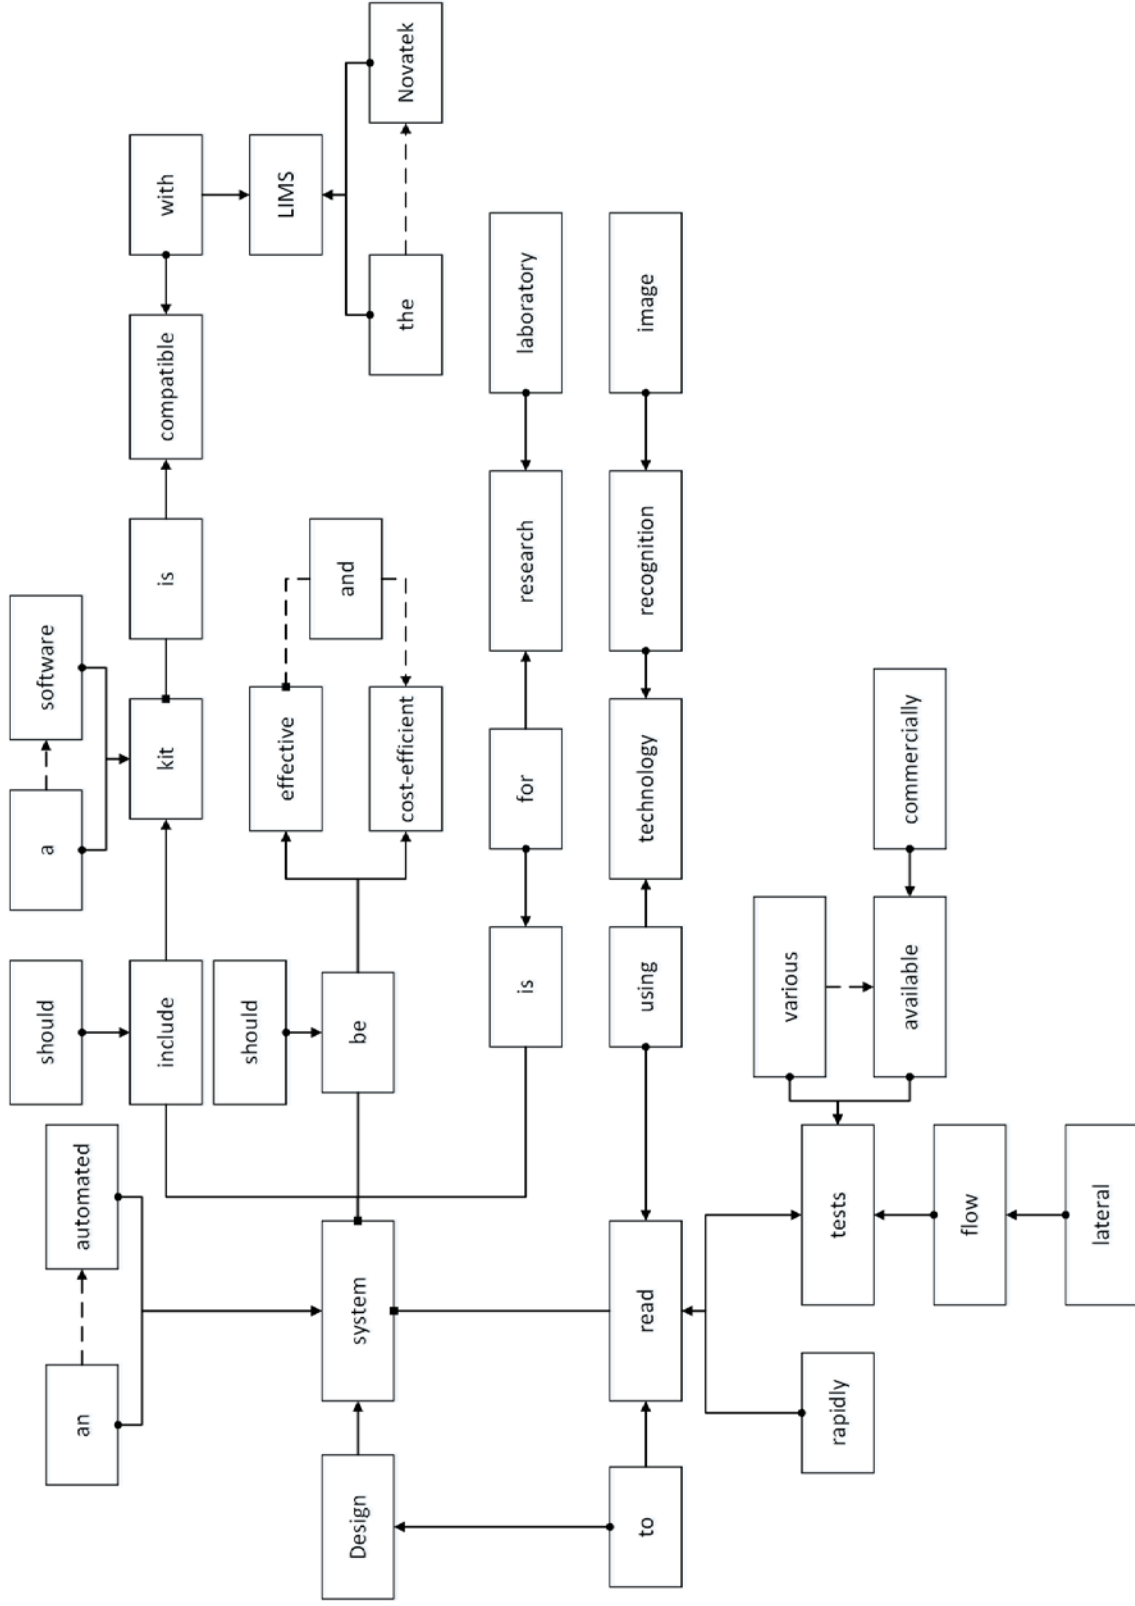 a
software
should
include
kit
is
compatible
with
an
automated
should
be
effective
and
LIMS
Design
system
cost-efficient
the
Novatek
is
for
research
laboratory
to
read
using
technology
recognition
image
rapidly
tests
various
available
commercially
flow
lateral